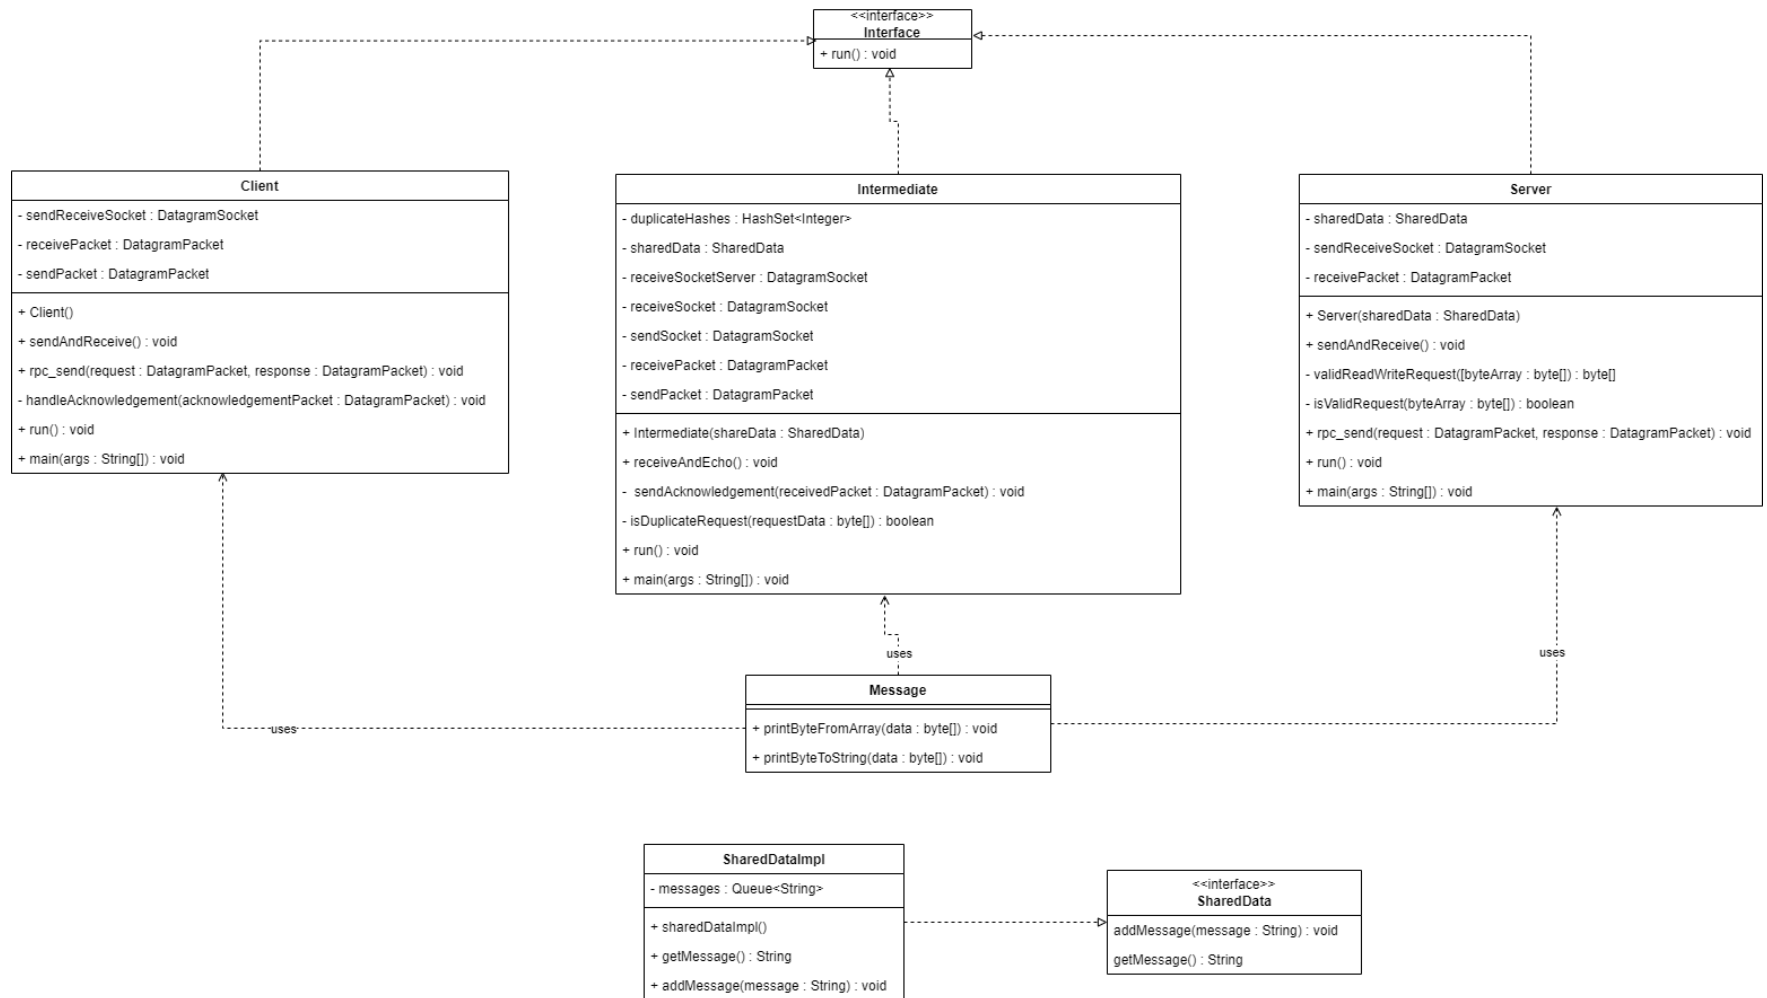 <<interface>>
Interface
+ run() : void
Client
- sendReceiveSocket : DatagramSocket
- receivePacket : DatagramPacket
- sendPacket : DatagramPacket
+ Client()
+ sendAndReceive() : void
+ rpc_send(request : DatagramPacket, response : DatagramPacket) : void
- handleAcknowledgement(acknowledgementPacket : DatagramPacket) : void
+ run() : void
+ main(args : String[]) : void
Intermediate
- duplicateHashes : HashSet<Integer>
- sharedData : SharedData
- receiveSocketServer : DatagramSocket
- receiveSocket : DatagramSocket
- sendSocket : DatagramSocket
- receivePacket : DatagramPacket
- sendPacket : DatagramPacket
+ Intermediate(shareData : SharedData)
+ receiveAndEcho() : void
- sendAcknowledgement(receivedPacket : DatagramPacket) : void
- isDuplicateRequest(requestData : byte[]) : boolean
+ run() : void
+ main(args : String[]) : void
Server
- sharedData : SharedData
- sendReceiveSocket : DatagramSocket
- receivePacket : DatagramPacket
+ Server(sharedData : SharedData)
+ sendAndReceive() : void
- validReadWriteRequest([byteArray : byte[]) : byte[]
- isValidRequest(byteArray : byte[]) : boolean
+ rpc_send(request : DatagramPacket, response : DatagramPacket) : void
+ run() : void
+ main(args : String[]) : void
uses
uses
uses
Message
+ printByteFromArray(data : byte[]) : void
+ printByteToString(data : byte[]) : void
SharedDataImpl
- messages : Queue<String>
+ sharedDataImpl()
+ getMessage() : String
+ addMessage(message : String) : void
<<interface>>
SharedData
addMessage(message : String) : void
getMessage() : String